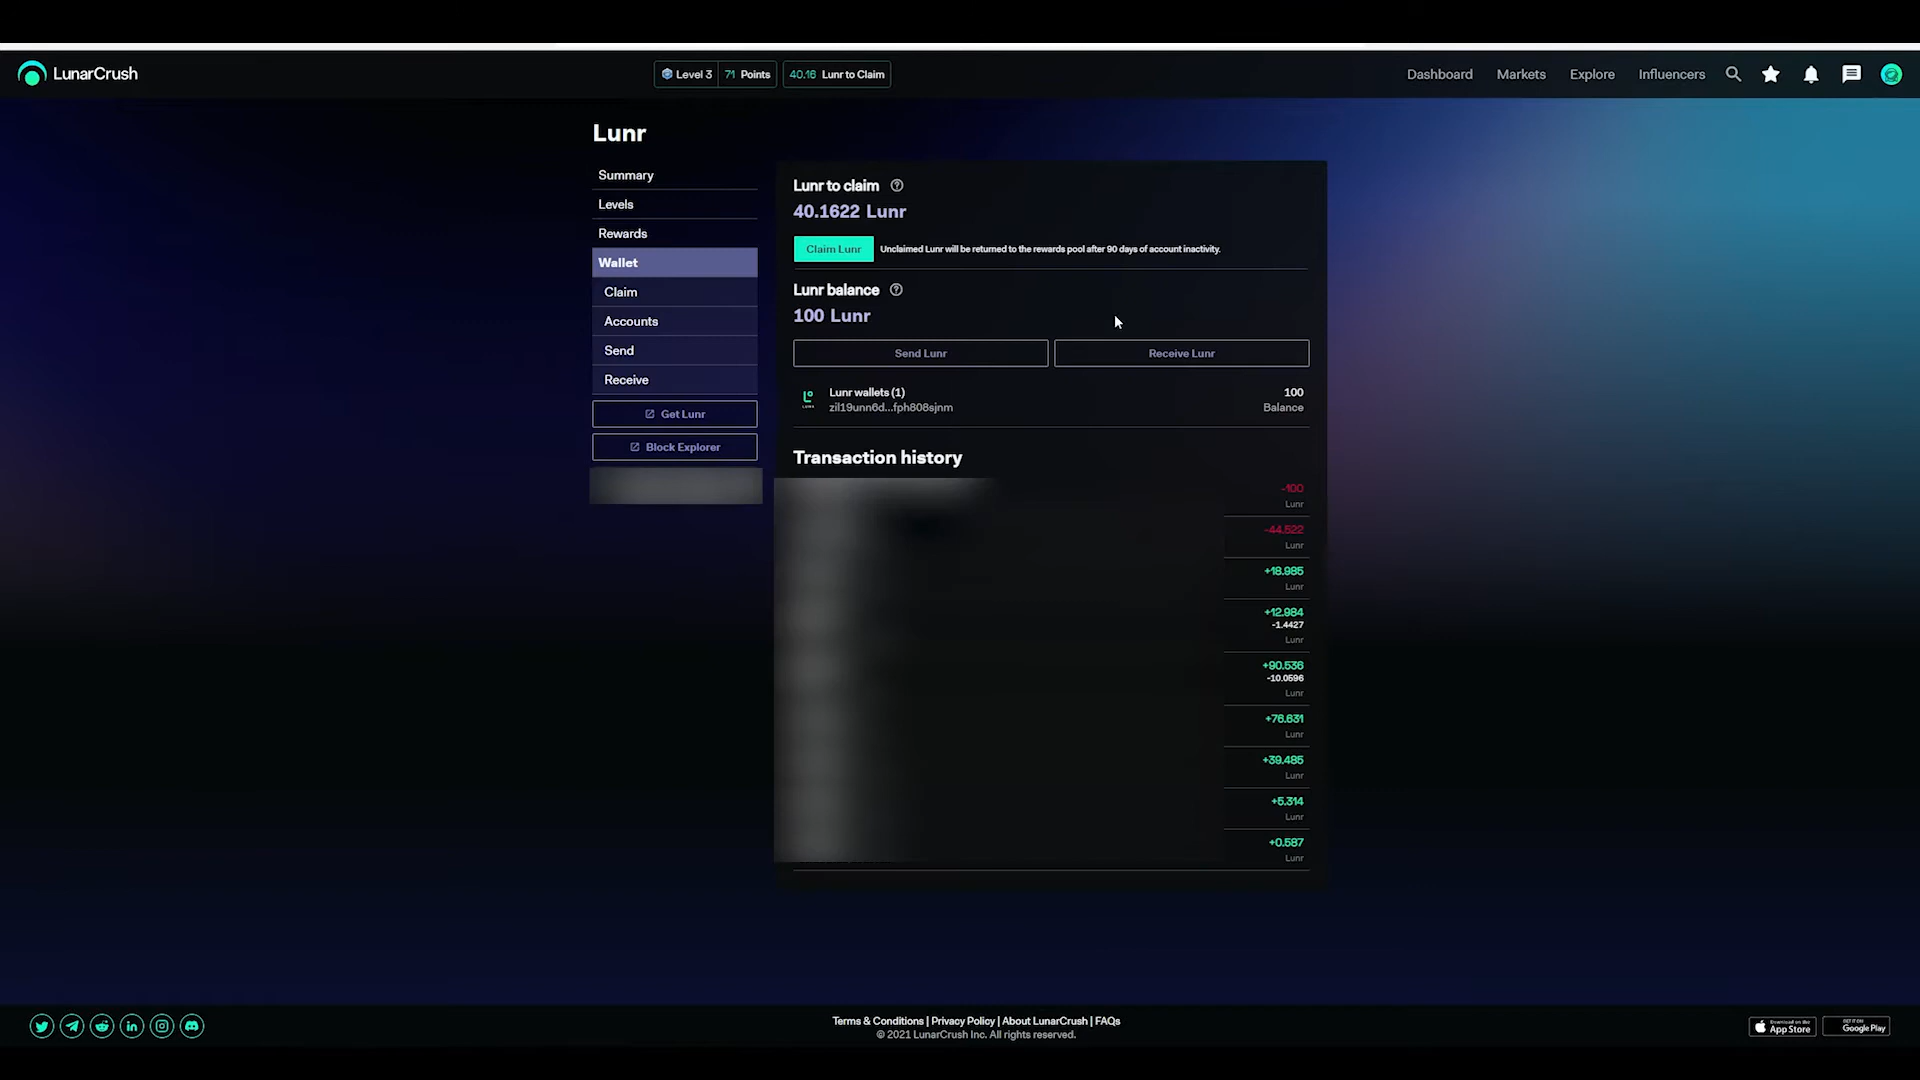 LunarCrush
Level 3 71 Points 40.16 Lunr to Claim
Dashboard Markets Explore Influencers
Lunr
Summary
Levels
Rewards
Wallet
Claim
Accounts
Send
Receive
Get Lunr
Block Explorer
Lunr to claim
40.1622 Lunr
Claim Lunr Unclaimed Lunr will be returned to the rewards pool after 90 days of account inactivity.
Lunr balance
100 Lunr
Send Lunr Receive Lunr
Lunr wallets (1) 100
zil19unn6d...fph808sjnm Balance
Transaction history
-100
Lunr
-44.522
Lunr
+18.985
Lunr
+12.984
-1.4427
Lunr
+90.536
-10.0596
Lunr
+76.631
Lunr
+39.485
Lunr
+5.314
Lunr
+0.587
Lunr
Terms & Conditions | Privacy Policy | About LunarCrush | FAQs
© 2021 LunarCrush Inc. All rights reserved.
Download on the
App Store
GET IT ON
Google Play